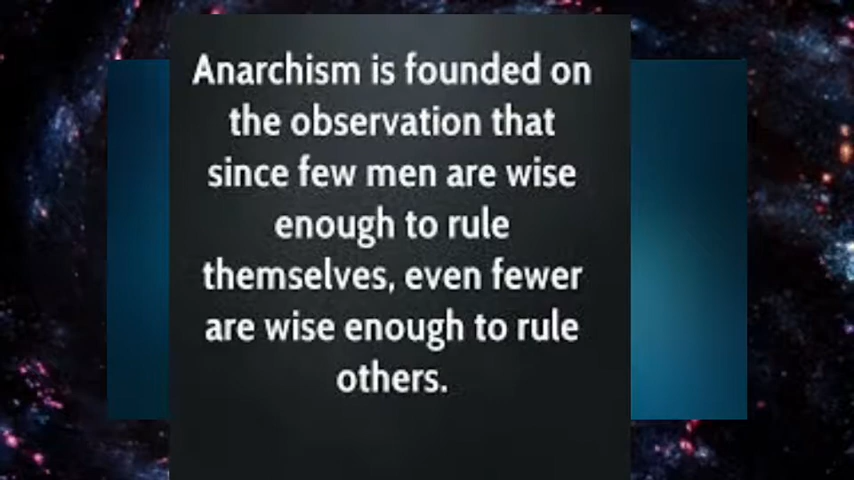 Anarchism is founded on
the observation that
since few men are wise
enough to rule
themselves, even fewer
are wise enough to rule
others.